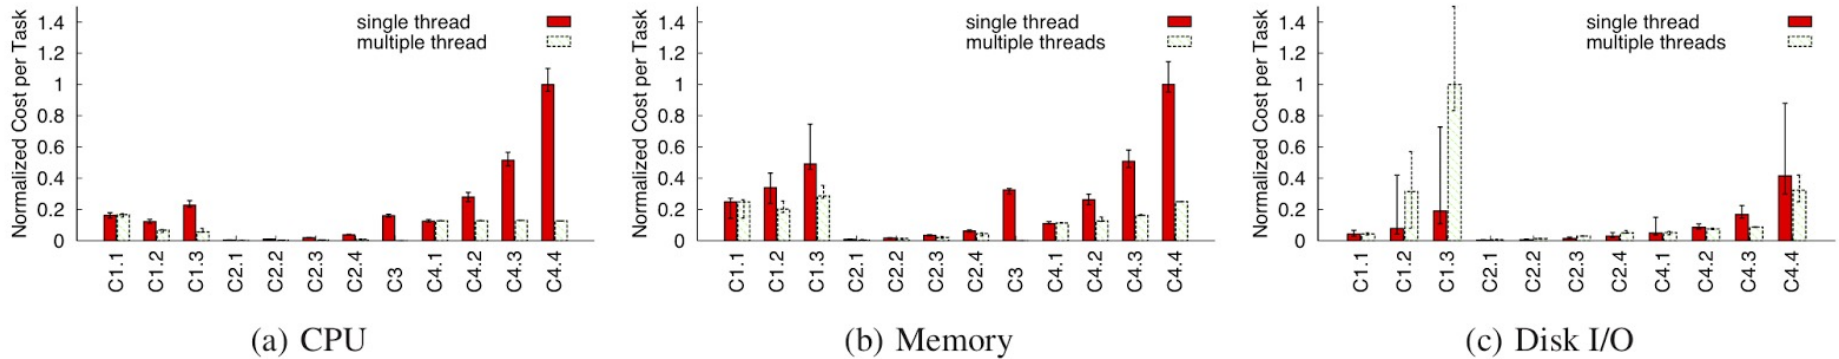 Normalized Cost per Task
1.4
1.2
1
0.8
0.6
0.4
0.2
0
single thread
multiple thread
C1.1
C1.2
C1.3
C2.1
C2.2
C2.3
C2.4
C3
C4.1
C4.2
C4.3
C4.4
(a) CPU
Normalized Cost per Task
1.4
1.2
1
0.8
0.6
0.4
0.2
0
single thread
multiple threads
C1.1
C1.2
C1.3
C2.1
C2.2
C2.3
C2.4
C3
C4.1
C4.2
C4.3
C4.4
(b) Memory
Normalized Cost per Task
1.4
1.2
1
0.8
0.6
0.4
0.2
0
single thread
multiple threads
C1.1
C1.2
C1.3
C2.1
C2.2
C2.3
C2.4
C4.1
C4.2
C4.3
C4.4
(c) Disk I/O